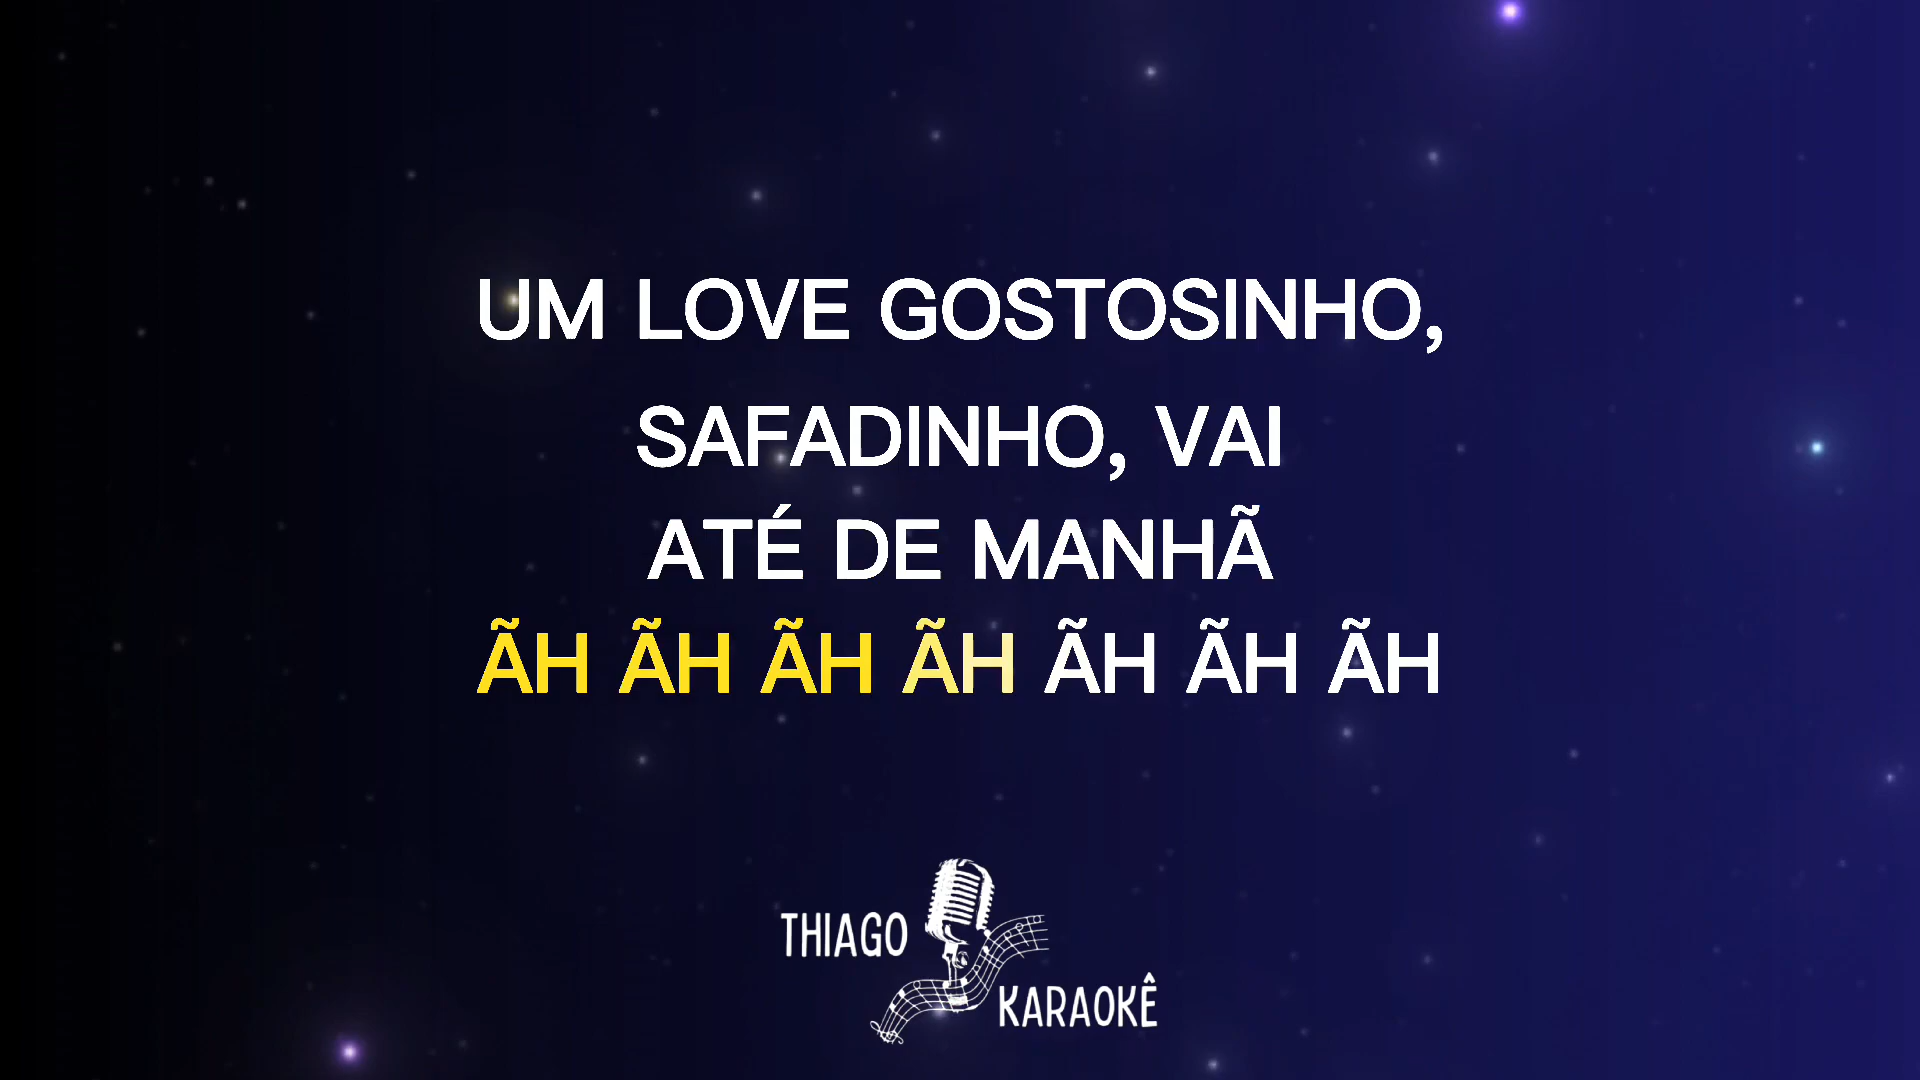 UM LOVE GOSTOSINHO,
SAFADINHO, VAI
ATÉ DE MANHÃ
ÃH ÃH ÃH ÃH ÃH ÃH ÃH
THIAGO
KARAOKÊ